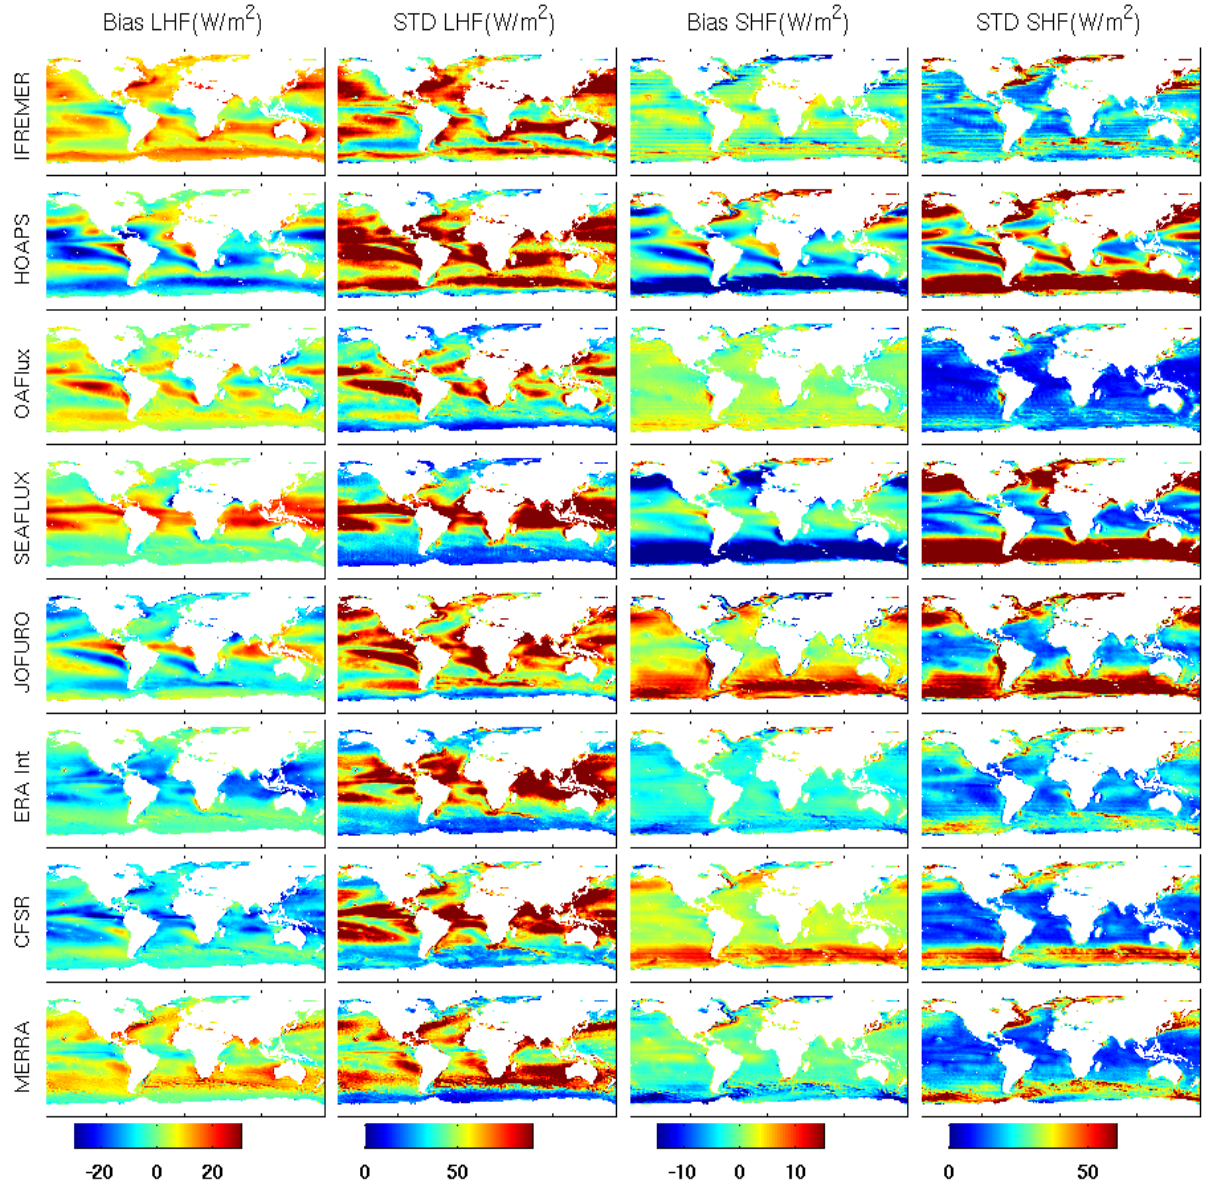 Bias LHF(W/m²) STD LHF(W/m²) Bias SHF(W/m²) STD SHF(W/m²)
IFREMER
HOAPS
OAFlux
SEAFLUX
JOFURO
ERA Int
CFSR
MERRA
-20 0 20 0 50 -10 0 10 0 50